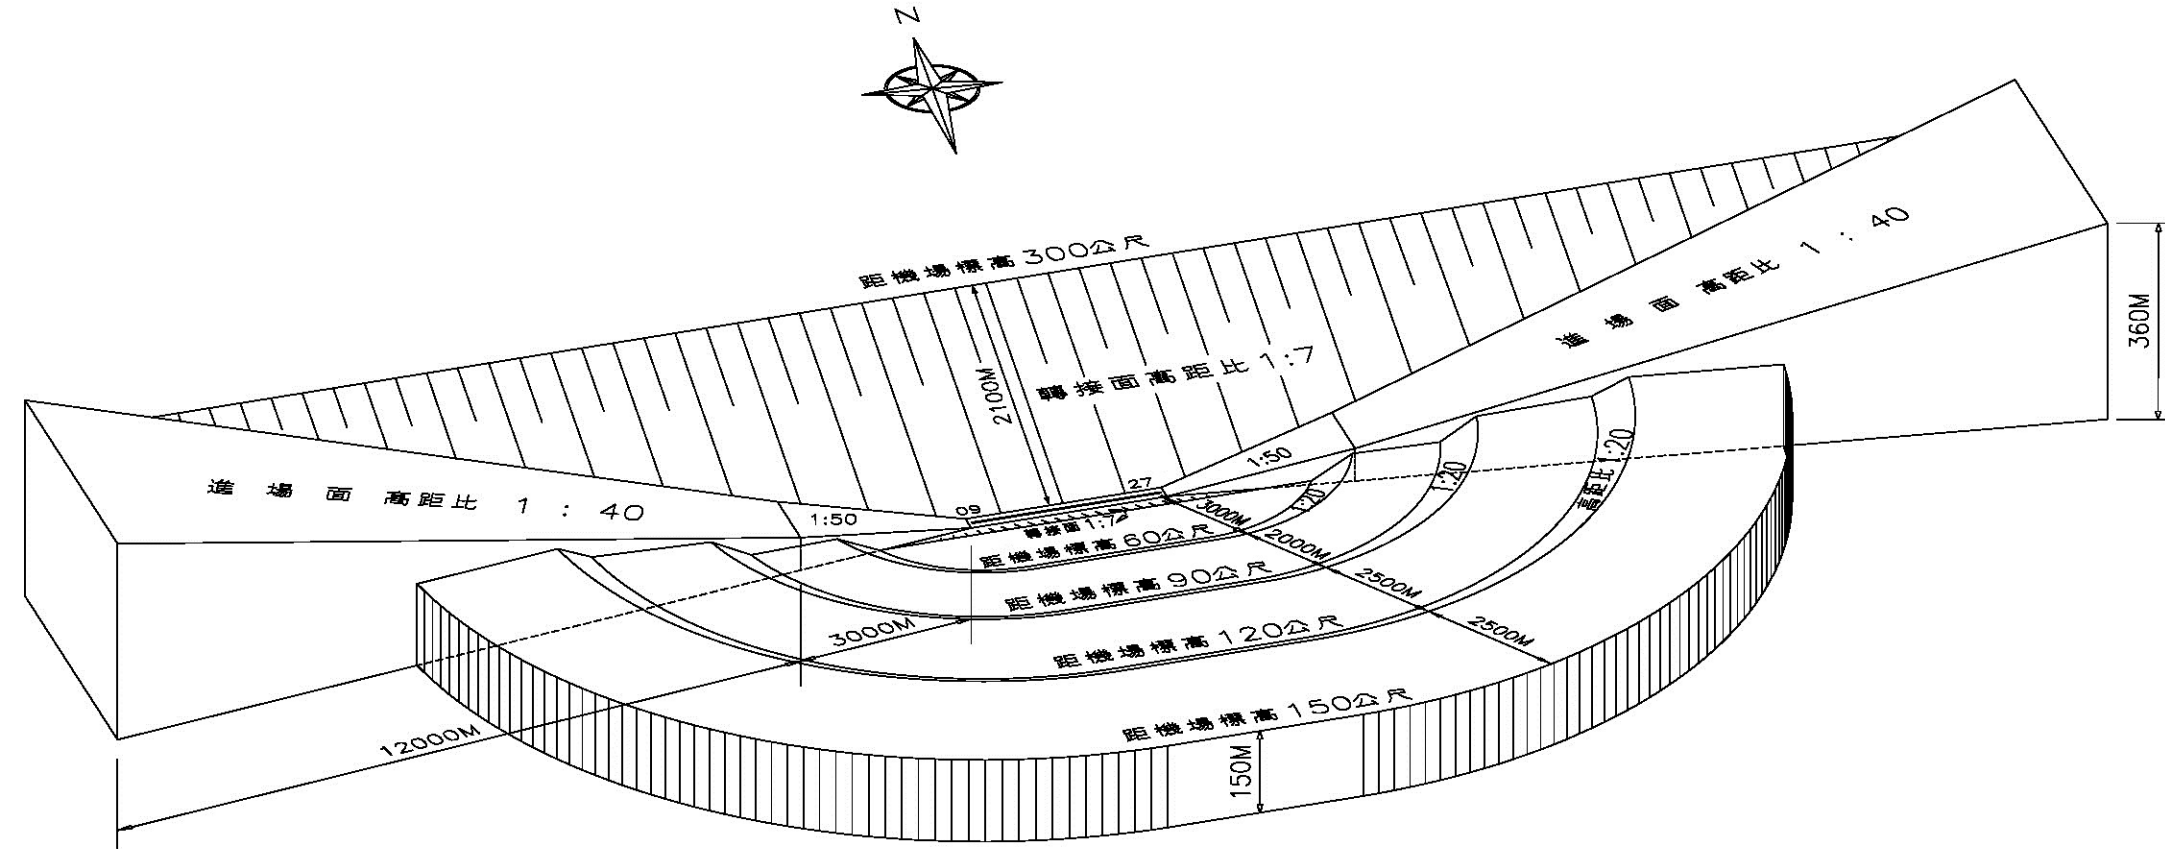 N
距機場標高300公尺
轉接面高距比 1:7
2100M
進場面 高距比 1 : 40
360M
進場面 高距比 1 : 40
1:50
09
27
1:50
轉接面1:7
1:20
1:20
高距比1:20
距機場標高60公尺
3000M
距機場標高90公尺
2000M
3000M
距機場標高120公尺
2500M
2500M
距機場標高150公尺
12000M
150M